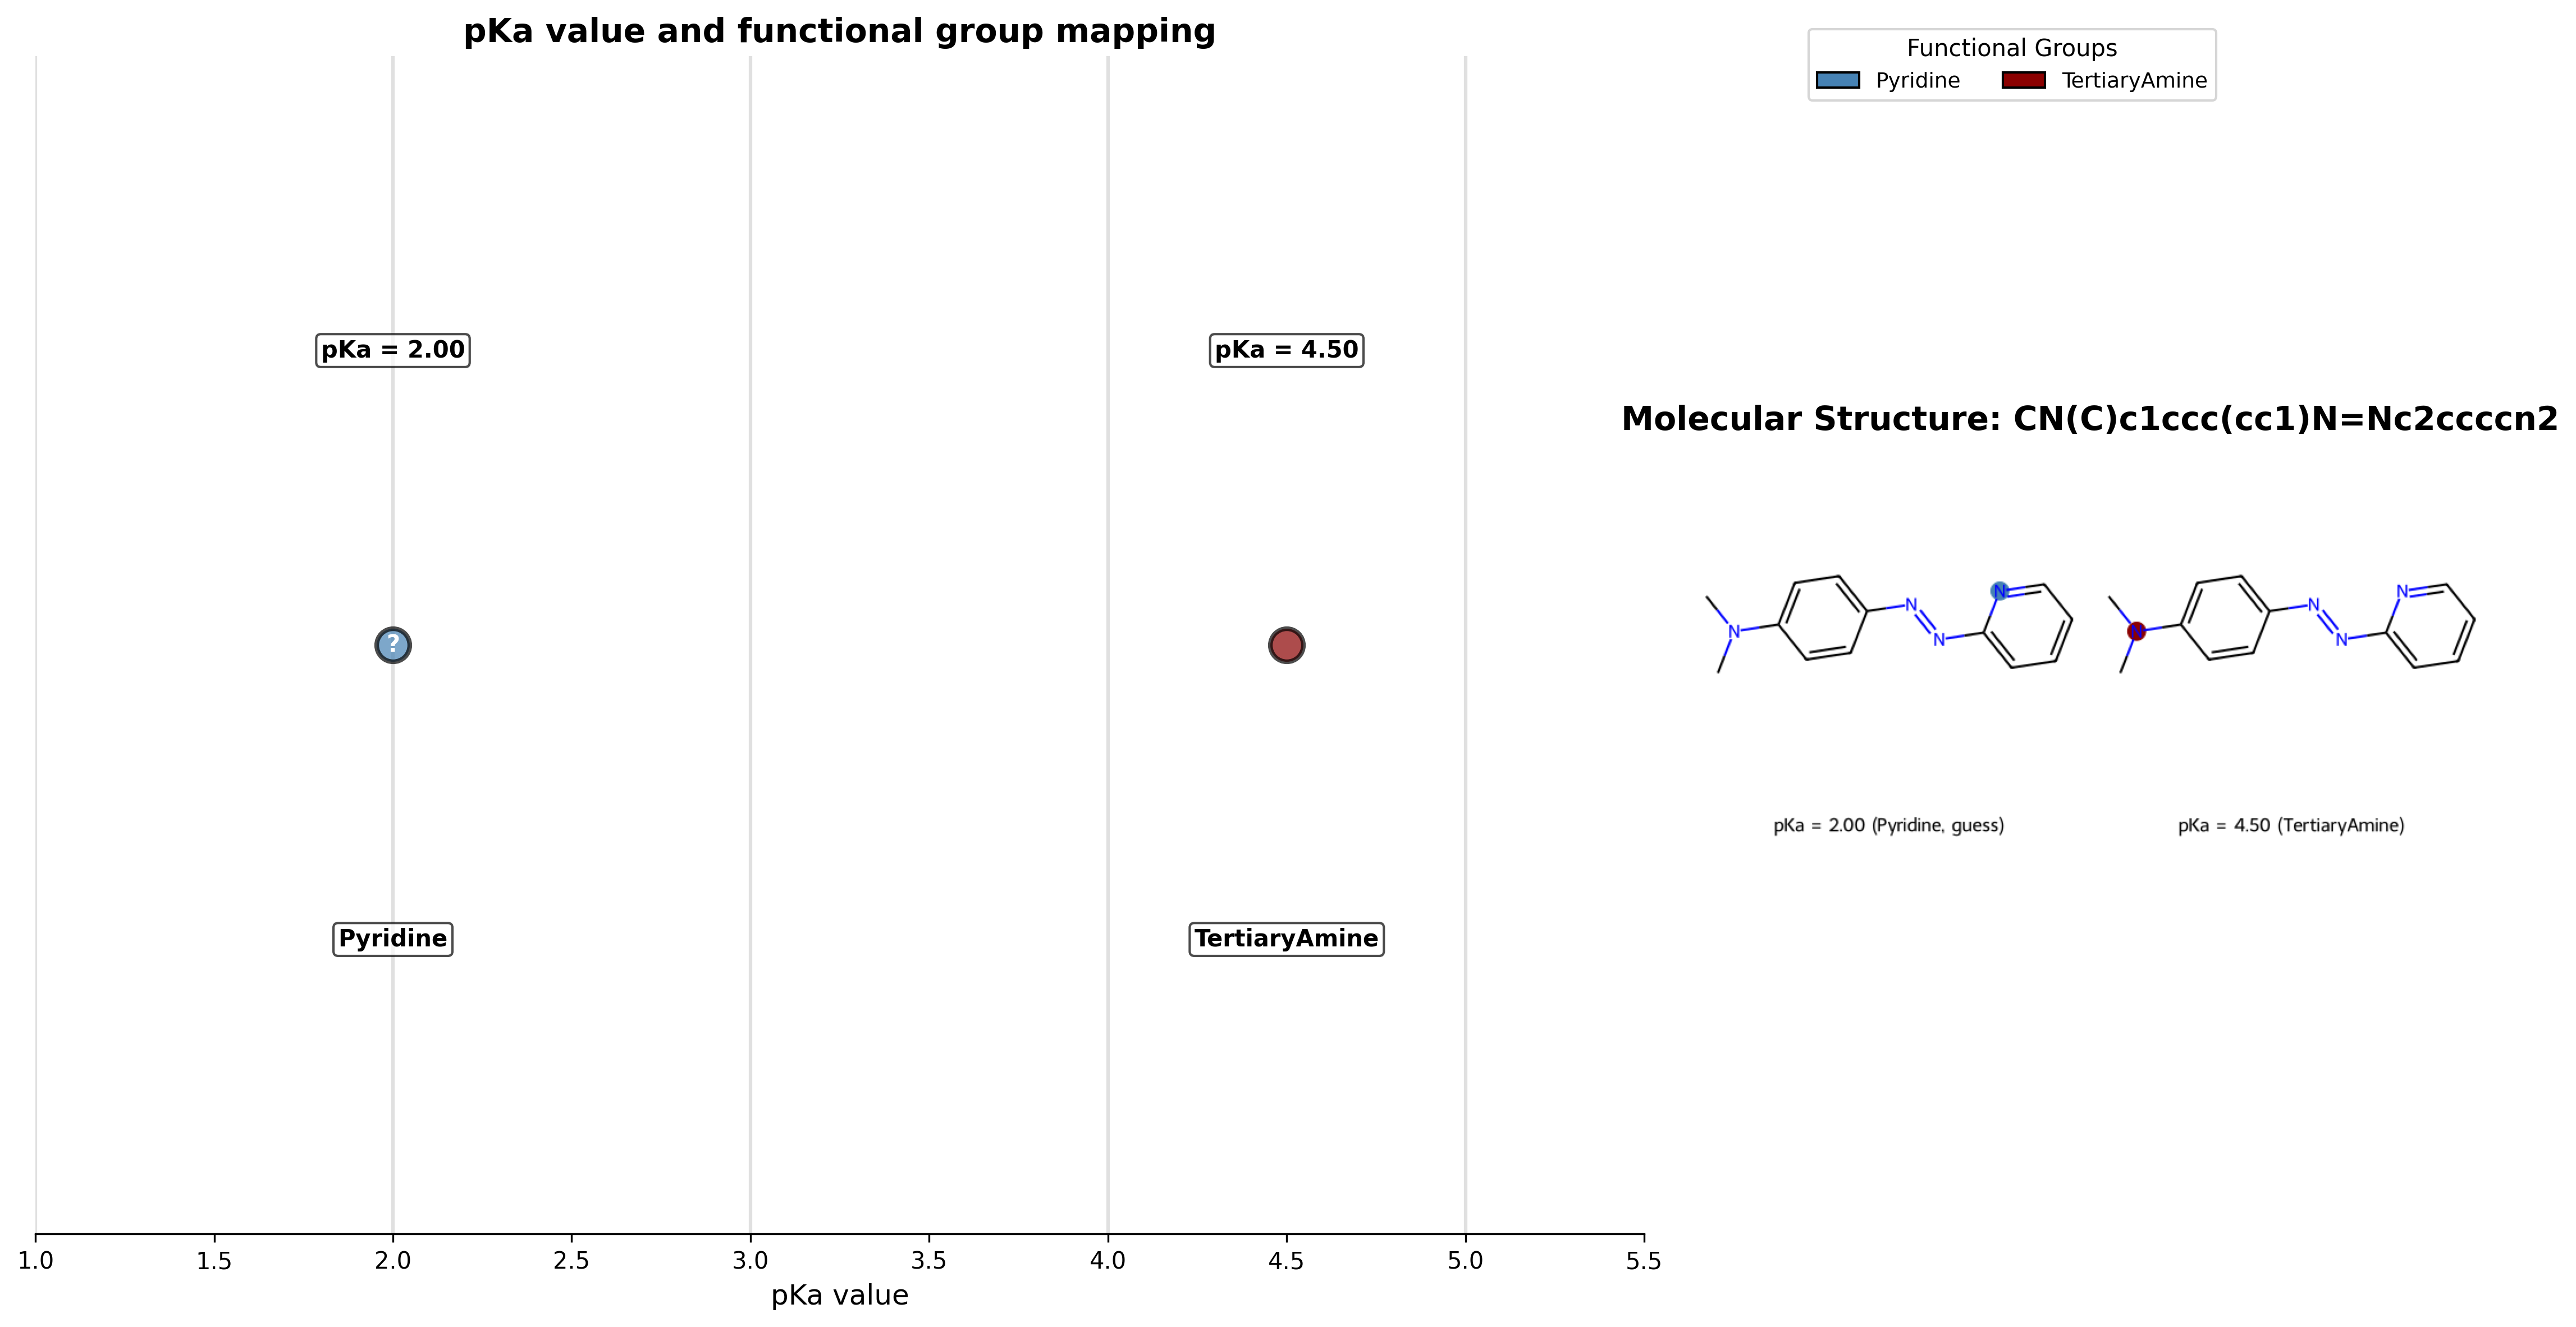 pKa value and functional group mapping
Functional Groups
Pyridine
TertiaryAmine
pKa = 2.00
pKa = 4.50
?
Pyridine
TertiaryAmine
1.0
1.5
2.0
2.5
3.0
3.5
4.0
4.5
5.0
5.5
pKa value
Molecular Structure: CN(C)c1ccc(cc1)N=Nc2ccccn2
N
N
N
N
N
N
N
N
pKa = 2.00 (Pyridine, guess)
pKa = 4.50 (TertiaryAmine)